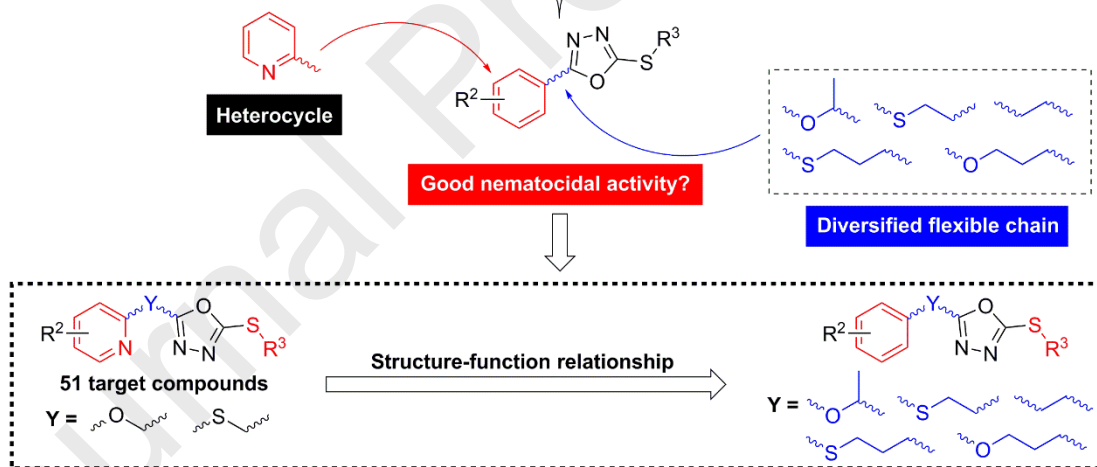 N
Heterocycle
N N
O
S
R³
R²
O
S
S
O
Good nematocidal activity?
Diversified flexible chain
R²
N
Y
O
N N
S
R³
51 target compounds
Y =
O
S
Structure-function relationship
R²
Y
O
N N
S
R³
Y =
O
S
S
O